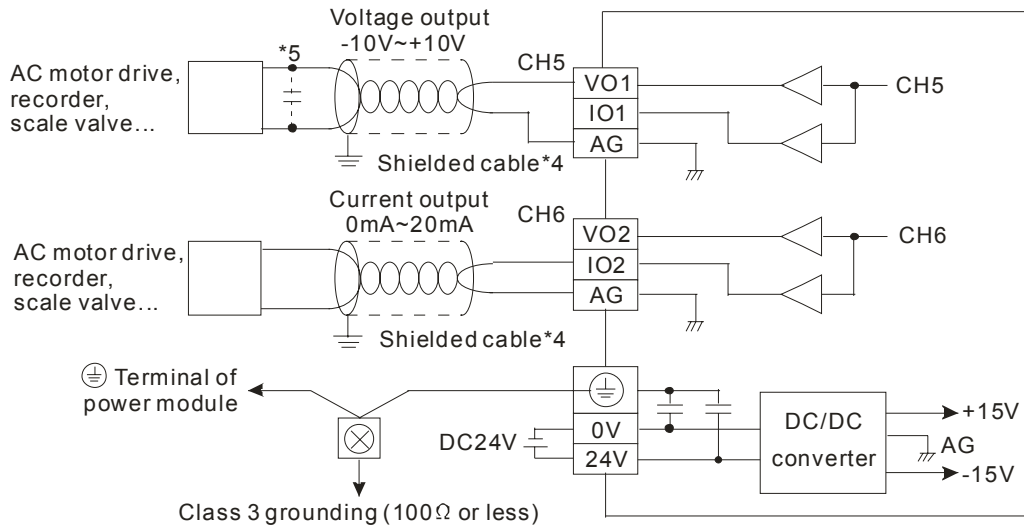 Voltage output
-10V~+10V
*5
AC motor drive,
recorder,
scale valve...
CH5
VO1
IO1
AG
CH5
Shielded cable*4
Current output
0mA~20mA
CH6
AC motor drive,
recorder,
scale valve...
VO2
IO2
AG
CH6
Shielded cable*4
Terminal of
power module
DC24V
0V
24V
DC/DC
converter
+15V
AG
-15V
Class 3 grounding (100Ω or less)